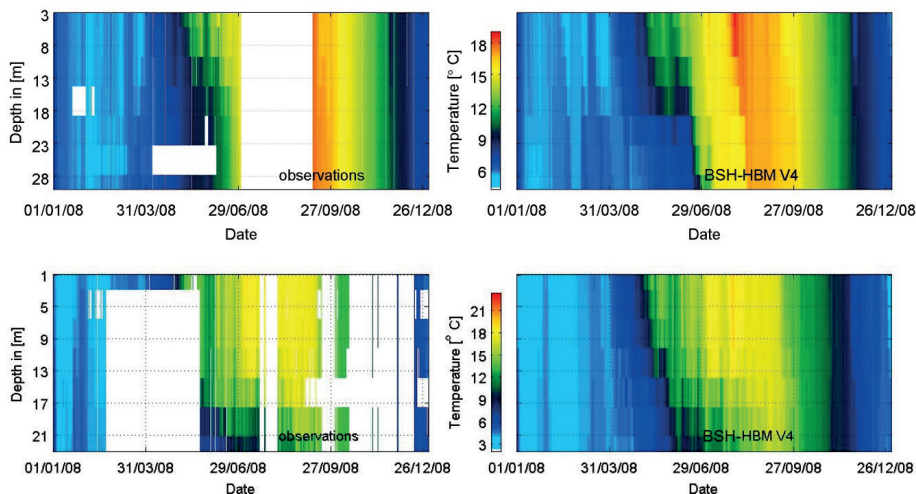 3
8
13
18
23
28
Depth in [m]
observations
01/01/08 31/03/08 29/06/08 27/09/08 26/12/08
Date
18
15
12
9
6
Temperature [° C]
BSH-HBM V4
01/01/08 31/03/08 29/06/08 27/09/08 26/12/08
Date
1
5
9
13
17
21
Depth in [m]
observations
01/01/08 31/03/08 29/06/08 27/09/08 26/12/08
Date
21
18
15
12
9
6
3
Temperature [° C]
BSH-HBM V4
01/01/08 31/03/08 29/06/08 27/09/08 26/12/08
Date